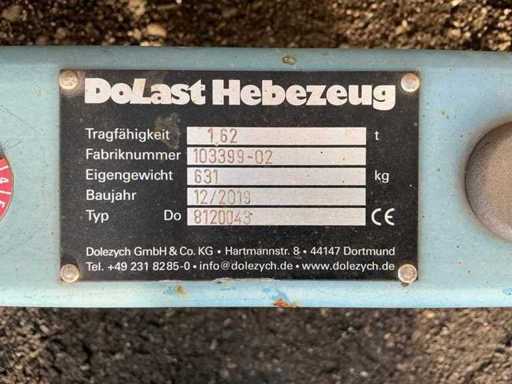 DoLast Hebezeug
Tragfähigkeit 1,62 t
Fabriknummer 103399-02
Eigengewicht 631 kg
Baujahr 12/2019
Typ Do 8120043 CE
Dolezych GmbH & Co. KG • Hartmannstr. 8 • 44147 Dortmund
Tel. +49 231 8285-0 • info@dolezych.de • www.dolezych.de